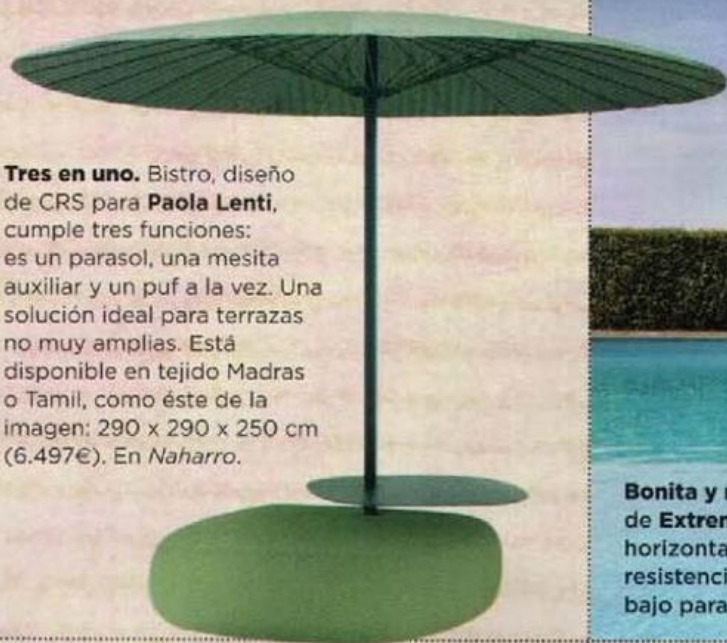 Tres en uno. Bistro, diseño
de CRS para Paola Lenti,
cumple tres funciones:
es un parasol, una mesita
auxiliar y un puf a la vez. Una
solución ideal para terrazas
no muy amplias. Está
disponible en tejido Madras
o Tamil, como éste de la
imagen: 290 x 290 x 250 cm
(6.497€). En Naharro.
Bonita y
de
horizonta
resistenci
bajo para